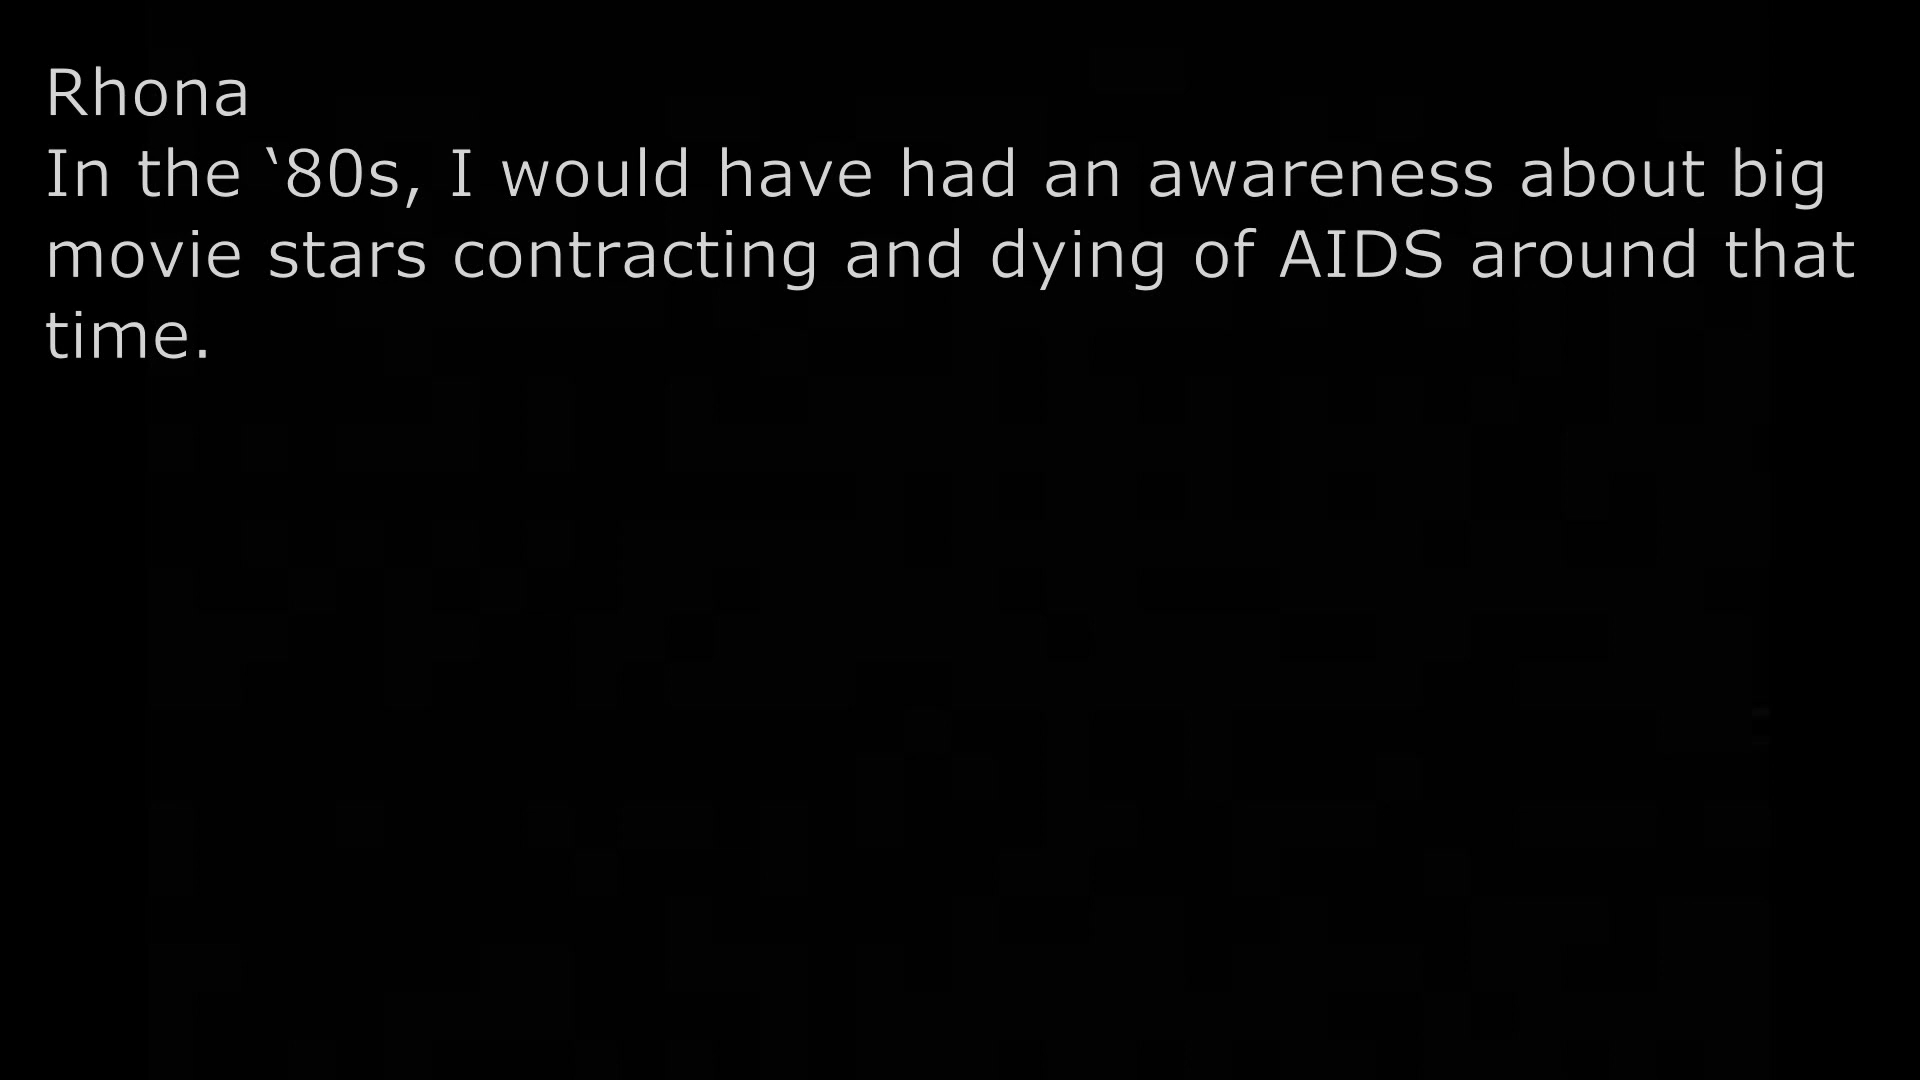 Rhona
In the ‘80s, I would have had an awareness about big
movie stars contracting and dying of AIDS around that
time.